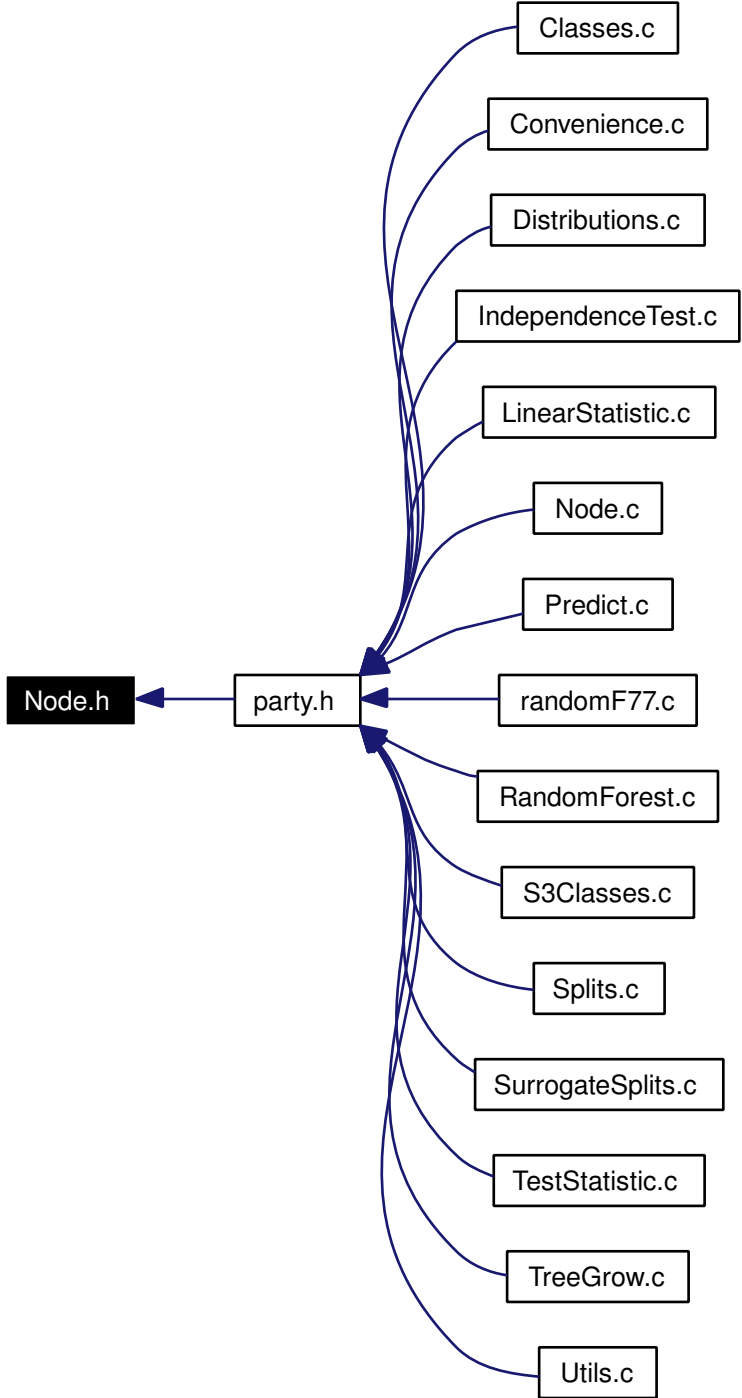 Classes.c
Convenience.c
Distributions.c
IndependenceTest.c
LinearStatistic.c
Node.c
Predict.c
Node.h
party.h
randomF77.c
RandomForest.c
S3Classes.c
Splits.c
SurrogateSplits.c
TestStatistic.c
TreeGrow.c
Utils.c